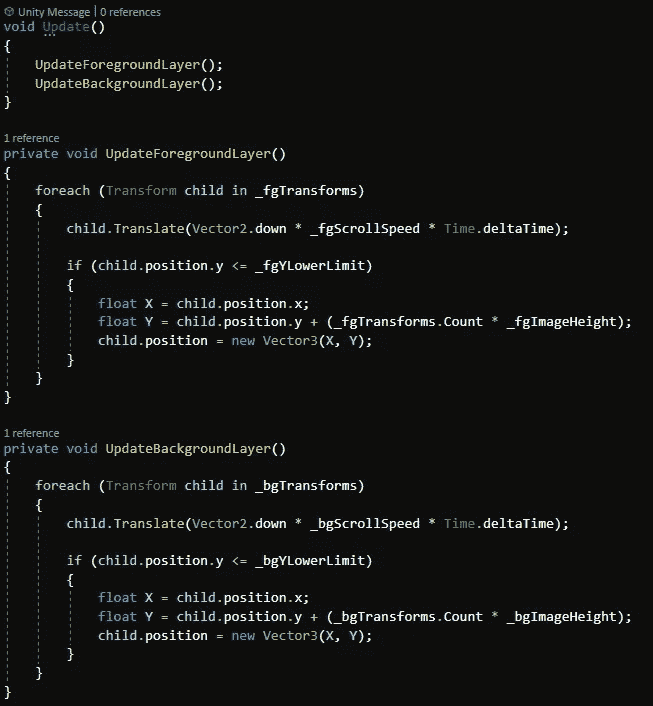 Unity Message | 0 references
void Update()
{
UpdateForegroundLayer();
UpdateBackgroundLayer();
}
1 reference
private void UpdateForegroundLayer()
{
foreach (Transform child in _fgTransforms)
{
child.Translate(Vector2.down * _fgScrollSpeed * Time.deltaTime);
if (child.position.y <= _fgYLowerLimit)
{
float X = child.position.x;
float Y = child.position.y + (_fgTransforms.Count * _fgImageHeight);
child.position = new Vector3(X, Y);
}
}
}
1 reference
private void UpdateBackgroundLayer()
{
foreach (Transform child in _bgTransforms)
{
child.Translate(Vector2.down * _bgScrollSpeed * Time.deltaTime);
if (child.position.y <= _bgYLowerLimit)
{
float X = child.position.x;
float Y = child.position.y + (_bgTransforms.Count * _bgImageHeight);
child.position = new Vector3(X, Y);
}
}
}